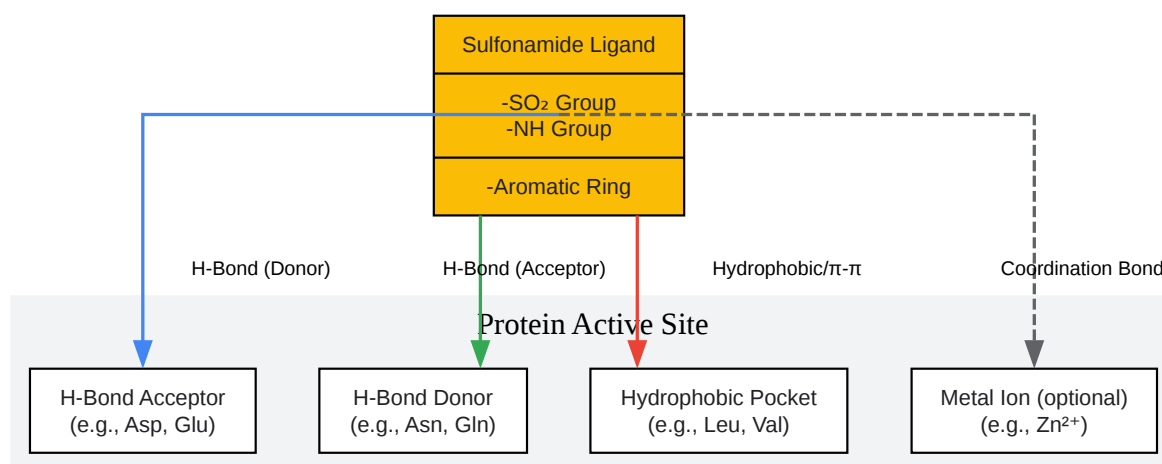 Sulfonamide Ligand
-SO₂ Group
-NH Group
-Aromatic Ring
H-Bond (Donor)
H-Bond (Acceptor)
Hydrophobic/π-π
Coordination Bond
Protein Active Site
H-Bond Acceptor
(e.g., Asp, Glu)
H-Bond Donor
(e.g., Asn, Gln)
Hydrophobic Pocket
(e.g., Leu, Val)
Metal Ion (optional)
(e.g., Zn²⁺)